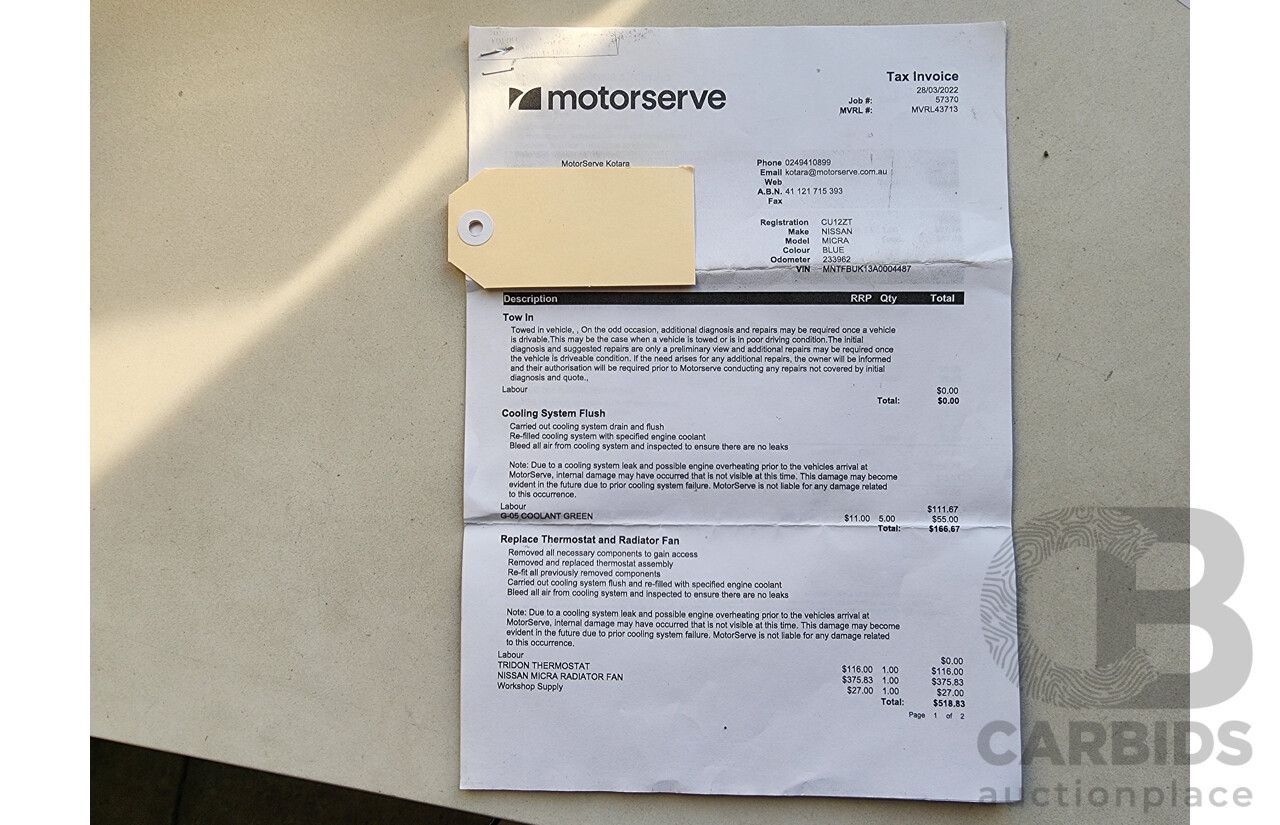 motorserve
Tax Invoice
28/03/2022
Job #: 57370
MVRL #: MVRL43713
MotorServe Kotara
Phone 0249410899
Email kotara@motorserve.com.au
Web
A.B.N. 41 121 715 393
Fax
Registration CU12ZT
Make NISSAN
Model MICRA
Colour BLUE
Odometer 233962
VIN MNTFBUK13A0004487
Description RRP Qty Total
Tow In
Towed in vehicle, , On the odd occasion, additional diagnosis and repairs may be required once a vehicle
is drivable.This may be the case when a vehicle is towed or is in poor driving condition.The initial
diagnosis and suggested repairs are only a preliminary view and additional repairs may be required once
the vehicle is driveable condition. If the need arises for any additional repairs, the owner will be informed
and their authorisation will be required prior to Motorserve conducting any repairs not covered by initial
diagnosis and quote.,
Labour $0.00
Total: $0.00
Cooling System Flush
Carried out cooling system drain and flush
Re-filled cooling system with specified engine coolant
Bleed all air from cooling system and inspected to ensure there are no leaks
Note: Due to a cooling system leak and possible engine overheating prior to the vehicles arrival at
MotorServe, internal damage may have occurred that is not visible at this time. This damage may become
evident in the future due to prior cooling system failure. MotorServe is not liable for any damage related
to this occurrence.
Labour $111.67
G-05 COOLANT GREEN $11.00 5.00 $55.00
Total: $166.67
Replace Thermostat and Radiator Fan
Removed all necessary components to gain access
Removed and replaced thermostat assembly
Re-fit all previously removed components
Carried out cooling system flush and re-filled with specified engine coolant
Bleed all air from cooling system and inspected to ensure there are no leaks
Note: Due to a cooling system leak and possible engine overheating prior to the vehicles arrival at
MotorServe, internal damage may have occurred that is not visible at this time. This damage may become
evident in the future due to prior cooling system failure. MotorServe is not liable for any damage related
to this occurrence.
Labour $0.00
TRIDON THERMOSTAT $116.00 1.00 $116.00
NISSAN MICRA RADIATOR FAN $375.83 1.00 $375.83
Workshop Supply $27.00 1.00 $27.00
Total: $518.83
Page 1 of 2
CB
CARBIDS
auctionplace